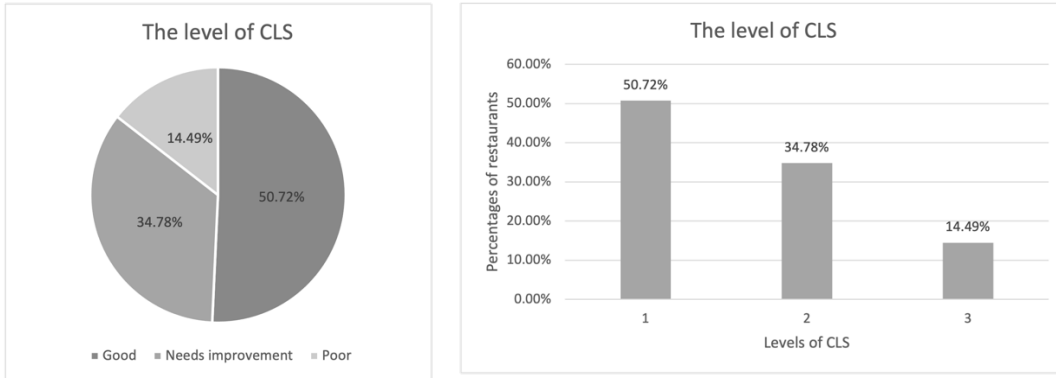 The level of CLS
14.49%
50.72%
34.78%
Good Needs improvement Poor
The level of CLS
Percentages of restaurants
60.00%
50.00%
40.00%
30.00%
20.00%
10.00%
0.00%
50.72%
34.78%
14.49%
1 2 3
Levels of CLS